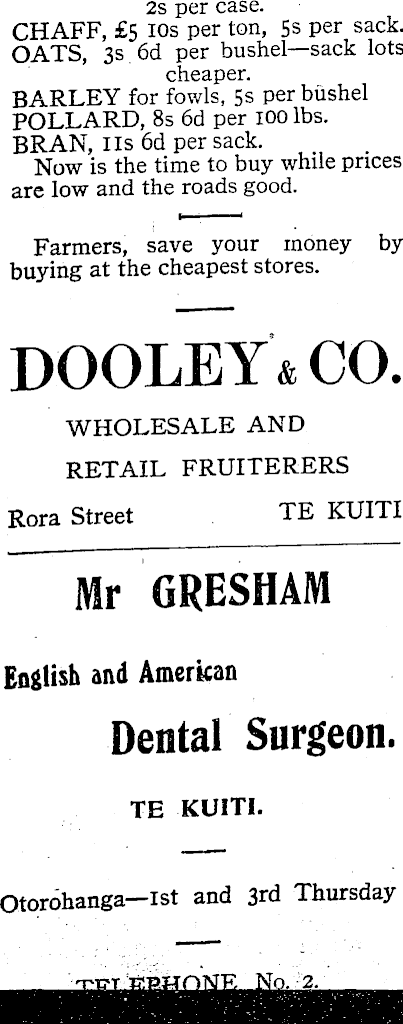 2s per case.
CHAFF, £5 10s per ton, 5s per sack.
OATS, 3s 6d per bushel—sack lots
cheaper.
BARLEY for fowls, 5s per bushel
POLLARD, 8s 6d per 100 lbs.
BRAN, 11s 6d per sack.
Now is the time to buy while prices
are low and the roads good.
Farmers, save your money by
buying at the cheapest stores.
DOOLEY & CO.
WHOLESALE AND
RETAIL FRUITERERS
Rora Street TE KUITI
Mr GRESHAM
English and American
Dental Surgeon.
TE KUITI.
Otorohanga—1st and 3rd Thursday
TELEPHONE No. 2.